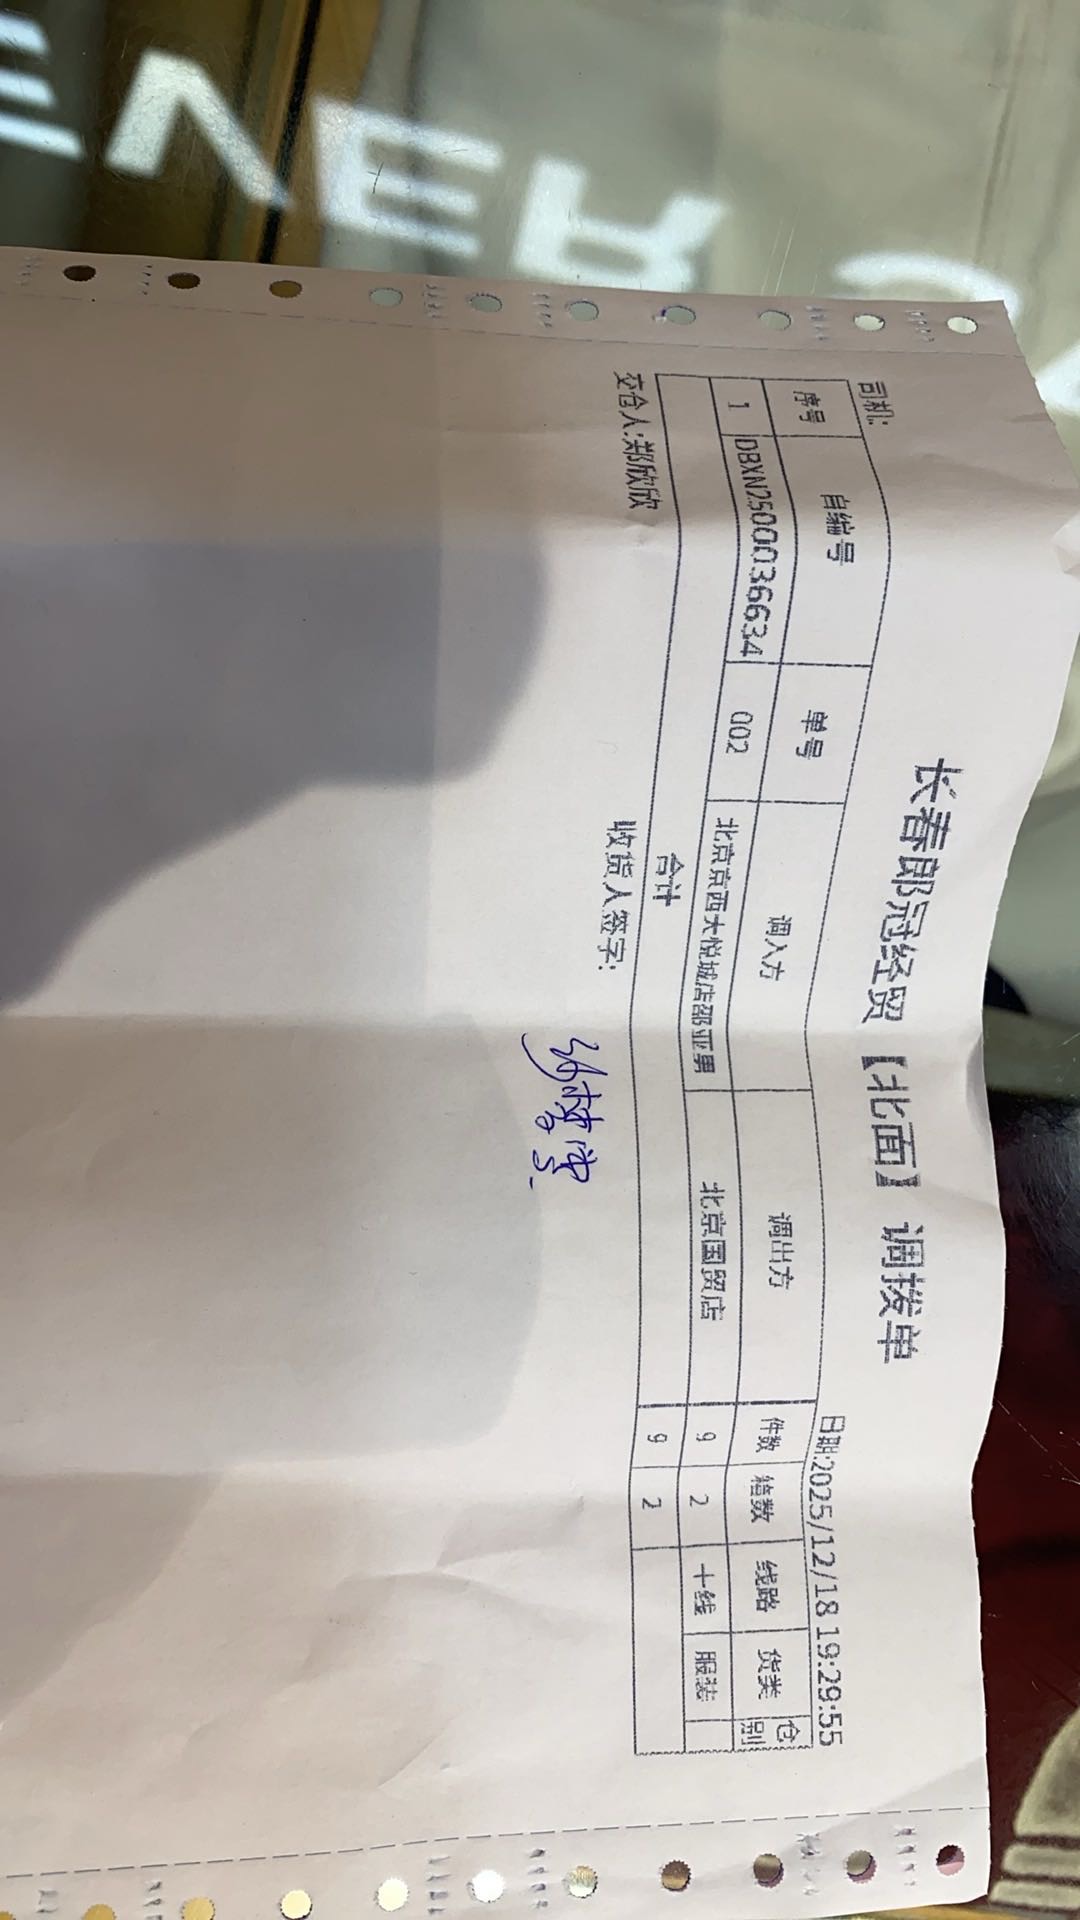 长春郎冠经贸【北面】调拨单
司机: 日期:2025/12/18 19:29:55
序号 自编号 单号 调入方 调出方 件数 箱数 线路 货类 仓别
1 DBXN2500036634 002 北京京西大悦城店邵亚男 北京国贸店 9 2 十线 服装
合计 9 2
交仓人:郑欣欣 收货人签字: